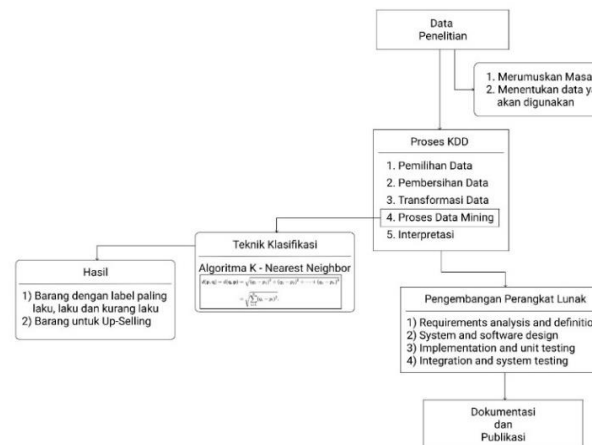 Data
Penelitian
1. Merumuskan Masa
2. Menentukan data ya
akan digunakan
Proses KDD
1. Pemilihan Data
2. Pembersihan Data
3. Transformasi Data
4. Proses Data Mining
5. Interpretasi
Teknik Klasifikasi
Algoritma K - Nearest Neighbor
Hasil
1) Barang dengan label paling
laku, laku dan kurang laku
2) Barang untuk Up-Selling
Pengembangan Perangkat Lunak
1) Requirements analysis and definitio
2) System and software design
3) Implementation and unit testing
4) Integration and system testing
Dokumentasi
dan
Publikasi